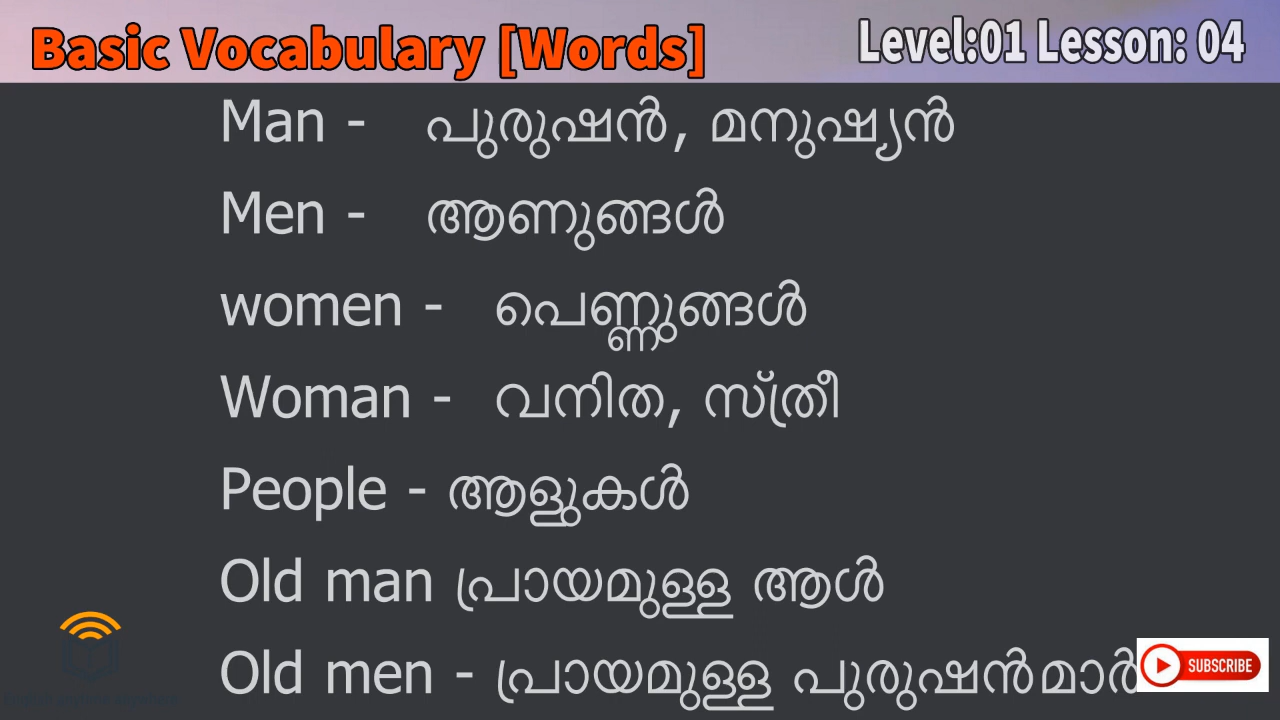 Basic Vocabulary [Words]
Level:01 Lesson: 04
Man - പുരുഷൻ, മനുഷ്യൻ
Men - ആണുങ്ങൾ
women - പെണ്ണുങ്ങൾ
Woman - വനിത, സ്ത്രീ
People - ആളുകൾ
Old man പ്രായമുള്ള ആൾ
Old men - പ്രായമുള്ള പുരുഷൻമാർ
SUBSCRIBE